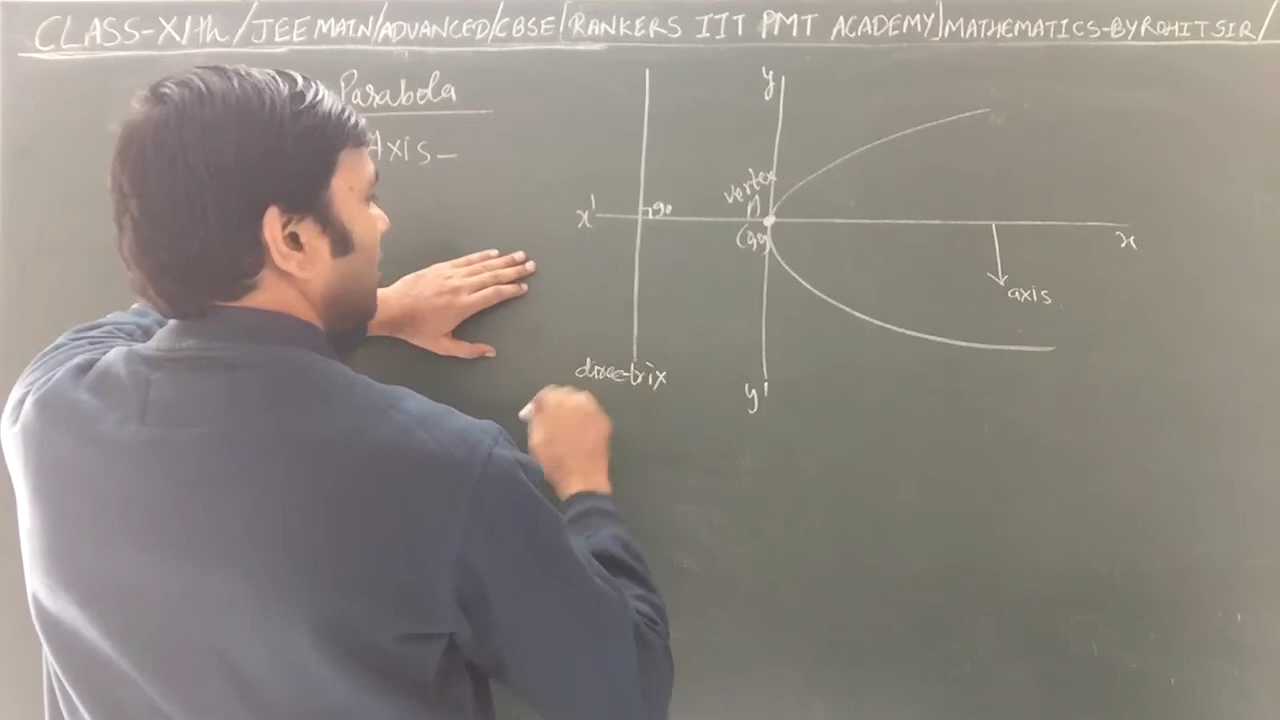 CLASS-XIth/JEE MAIN/ADVANCED/CBSE[RANKERS IIT PMT ACADEMY]MATHEMATICS-BY ROHIT SIR/
Parabola
Axis-
y
vertex
A
x'
90
x
axis
directrix
y'